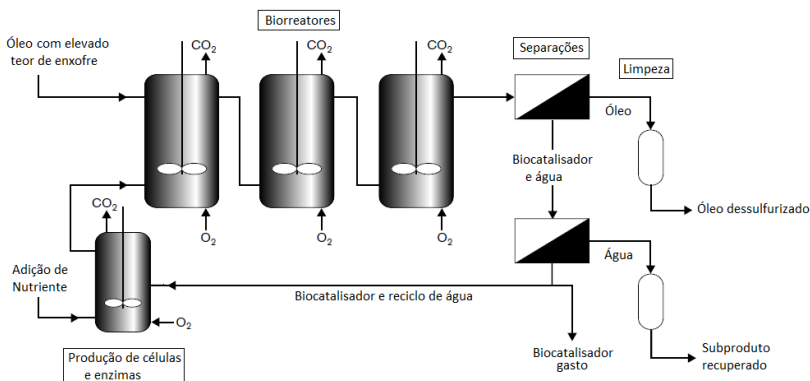 Óleo com elevado
teor de enxofre
CO2
Biorreatores
CO2
CO2
Separações
Limpeza
Óleo
Biocatalisador
e água
Óleo dessulfurizado
O2
O2
O2
CO2
Adição de
Nutriente
O2
Água
Biocatalisador e reciclo de água
Biocatalisador
gasto
Subproduto
recuperado
Produção de células
e enzimas